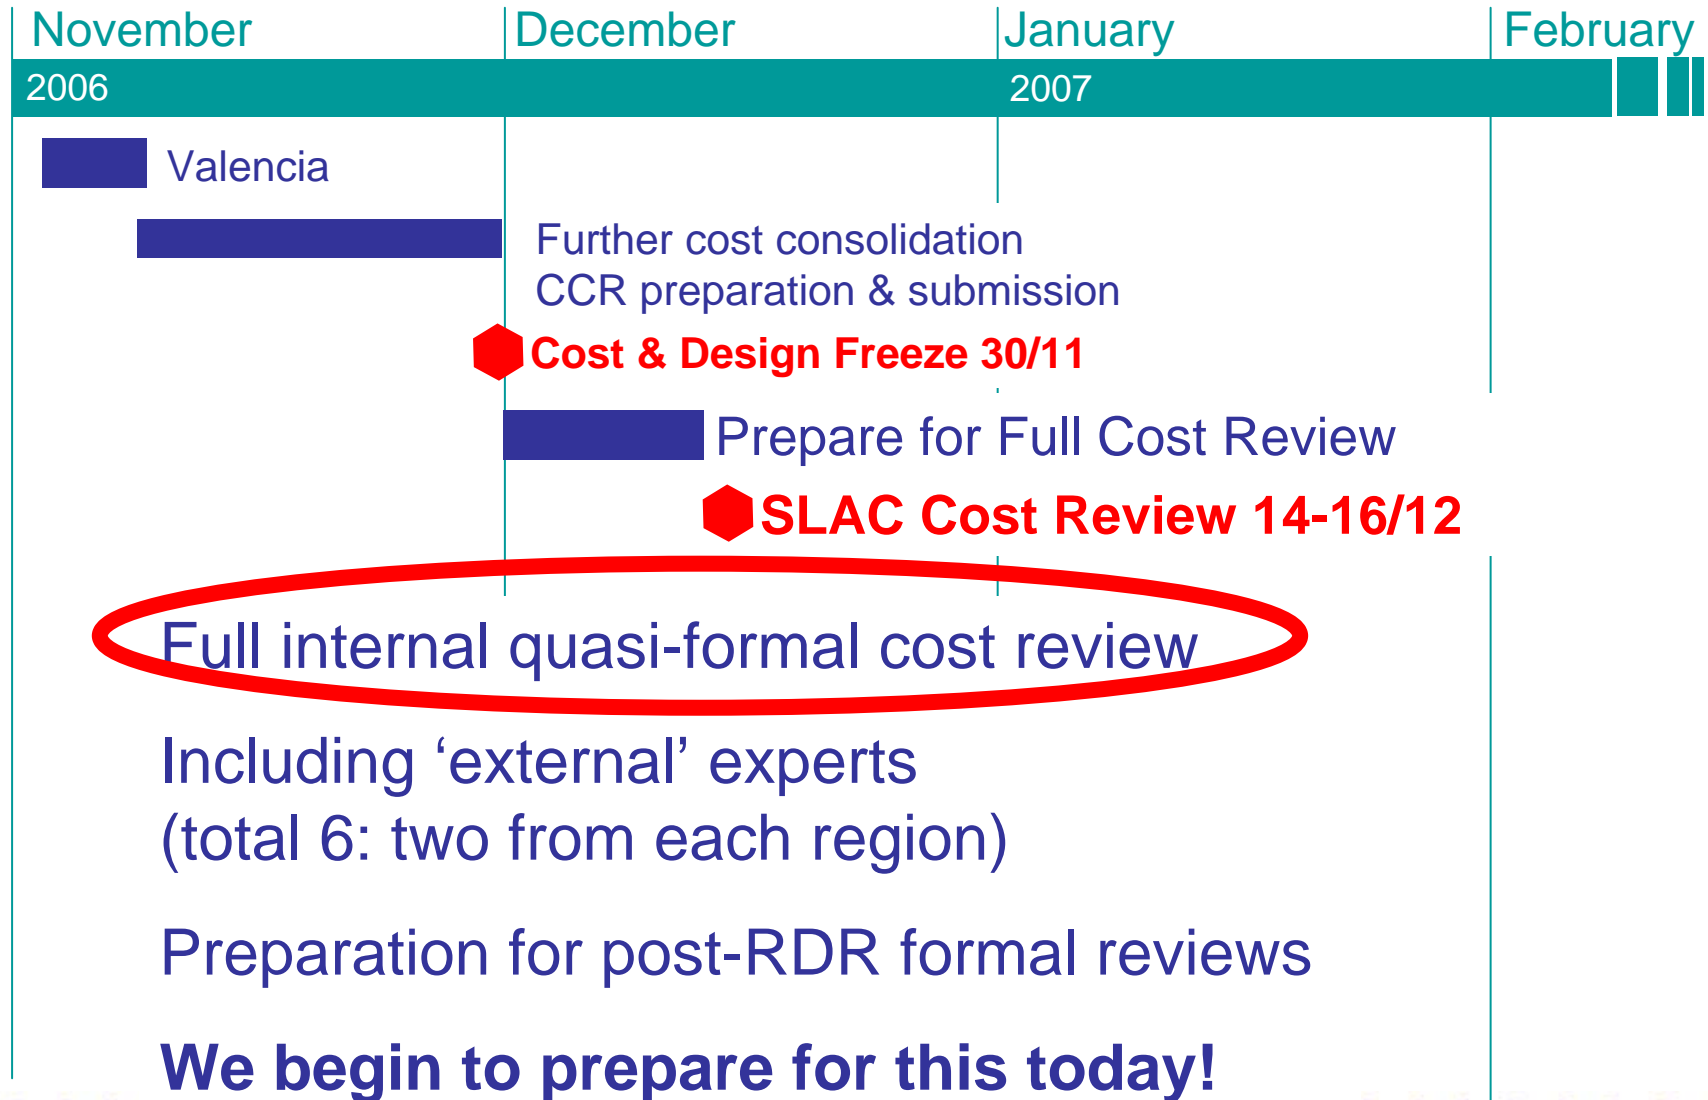 November December January February
2006 2007
Valencia
Further cost consolidation
CCR preparation & submission
Cost & Design Freeze 30/11
Prepare for Full Cost Review
SLAC Cost Review 14-16/12
Full internal quasi-formal cost review
Including ‘external’ experts
(total 6: two from each region)
Preparation for post-RDR formal reviews
We begin to prepare for this today!